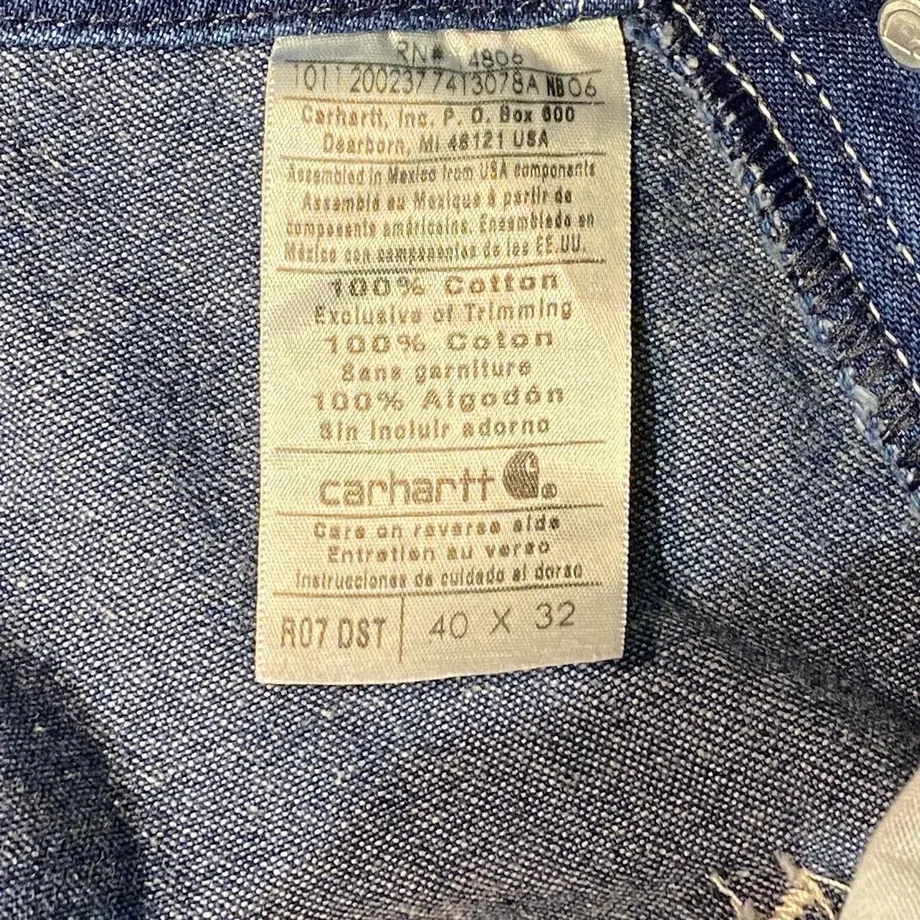 RN# 4806
1011 2002377413078A NB06
Carhartt, Inc. P. O. Box 600
Dearborn, MI 48121 USA
Assembled in Mexico from USA components
Assemblé au Mexique à partir de
composants américains. Ensamblado en
México con componentes de los EE.UU.
100% Cotton
Exclusive of Trimming
100% Coton
Sans garniture
100% Algodón
Sin incluir adorno
carhartt ®
Care on reverse side
Entretien au verso
Instrucciones de cuidado al dorso
R07 DST 40 X 32